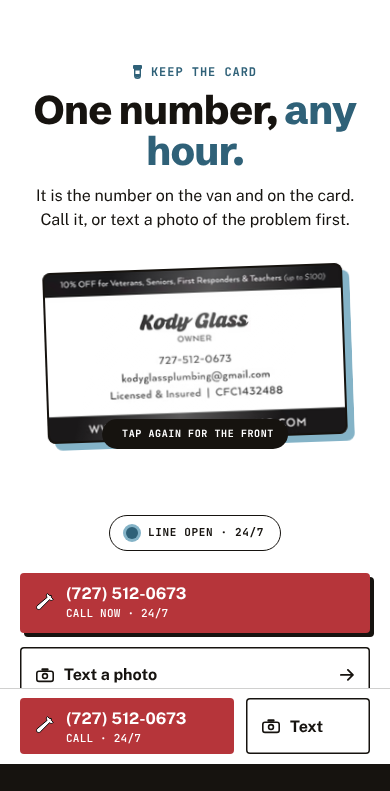 KEEP THE CARD
One number, any
hour.
It is the number on the van and on the card.
Call it, or text a photo of the problem first.
10% OFF for Veterans, Seniors, First Responders & Teachers (up to $100)
Kody Glass
OWNER
727-512-0673
kodyglassplumbing@gmail.com
Licensed & Insured | CFC1432488
TAP AGAIN FOR THE FRONT
LINE OPEN · 24/7
(727) 512-0673
CALL NOW · 24/7
Text a photo
(727) 512-0673
CALL · 24/7
Text